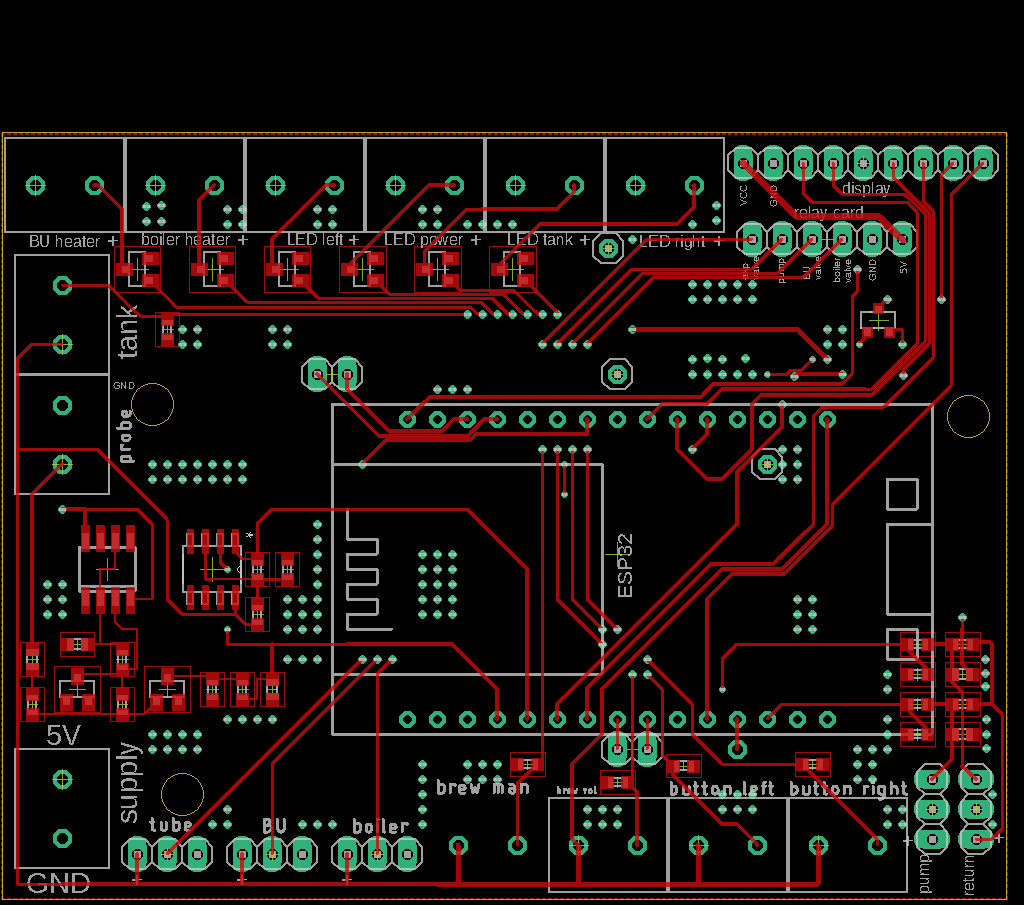 display
VCC
GND
relay card
BU heater +
boiler heater +
LED left +
LED power +
LED tank +
LED right +
pump
BU
valve
boiler
valve
GND
5V
tank
GND
probe
ESP32
5V
supply
GND
tube
BU
boiler
brew man
brew vol
button left
button right
pump
return